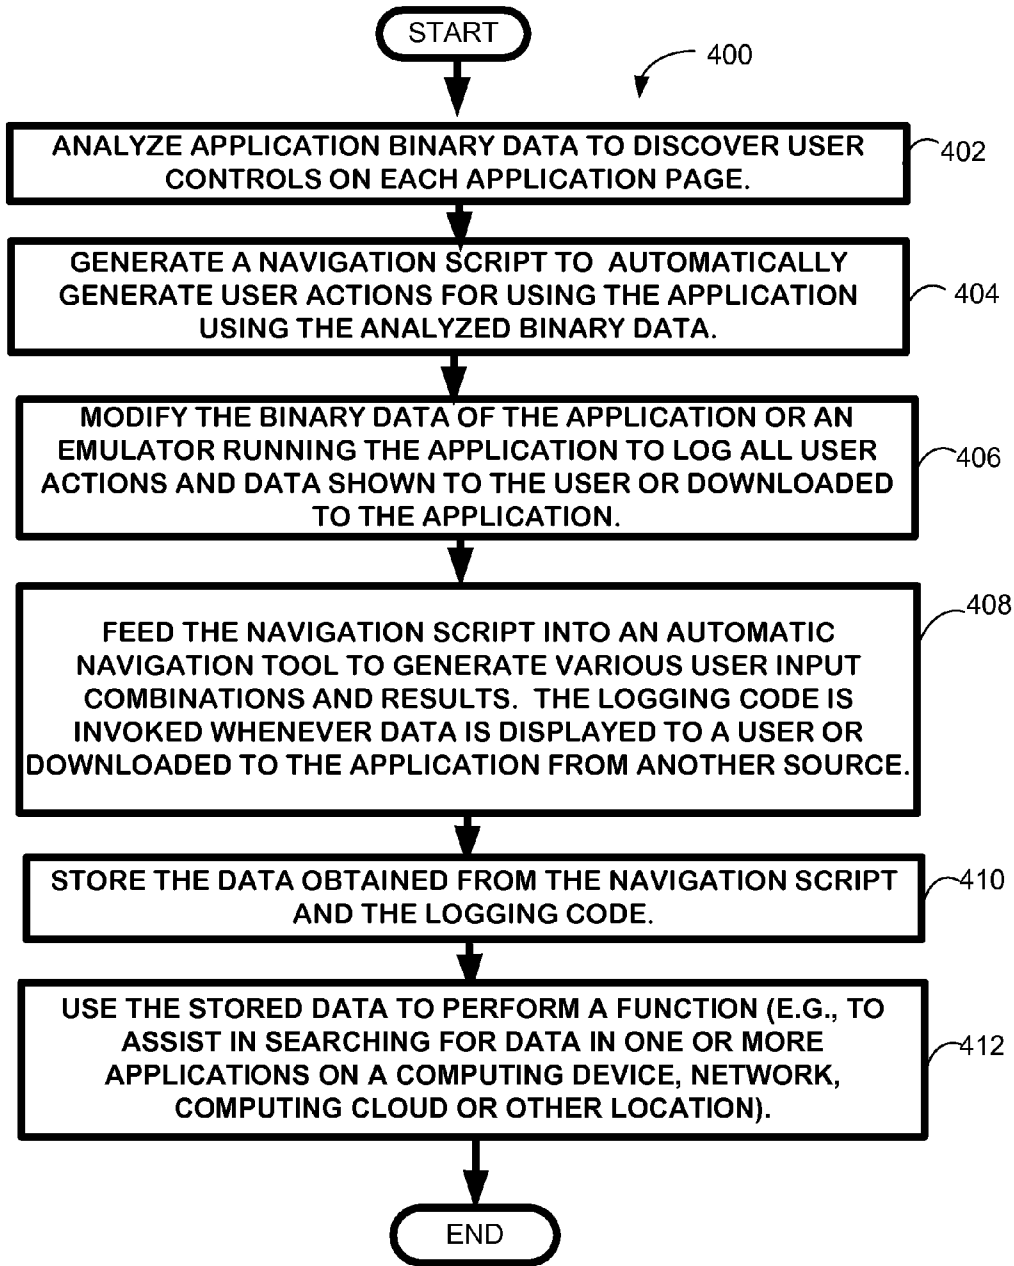 START
400
ANALYZE APPLICATION BINARY DATA TO DISCOVER USER
CONTROLS ON EACH APPLICATION PAGE.
402
GENERATE A NAVIGATION SCRIPT TO AUTOMATICALLY
GENERATE USER ACTIONS FOR USING THE APPLICATION
USING THE ANALYZED BINARY DATA.
404
MODIFY THE BINARY DATA OF THE APPLICATION OR AN
EMULATOR RUNNING THE APPLICATION TO LOG ALL USER
ACTIONS AND DATA SHOWN TO THE USER OR DOWNLOADED
TO THE APPLICATION.
406
FEED THE NAVIGATION SCRIPT INTO AN AUTOMATIC
NAVIGATION TOOL TO GENERATE VARIOUS USER INPUT
COMBINATIONS AND RESULTS. THE LOGGING CODE IS
INVOKED WHENEVER DATA IS DISPLAYED TO A USER OR
DOWNLOADED TO THE APPLICATION FROM ANOTHER SOURCE.
408
STORE THE DATA OBTAINED FROM THE NAVIGATION SCRIPT
AND THE LOGGING CODE.
410
USE THE STORED DATA TO PERFORM A FUNCTION (E.G., TO
ASSIST IN SEARCHING FOR DATA IN ONE OR MORE
APPLICATIONS ON A COMPUTING DEVICE, NETWORK,
COMPUTING CLOUD OR OTHER LOCATION).
412
END